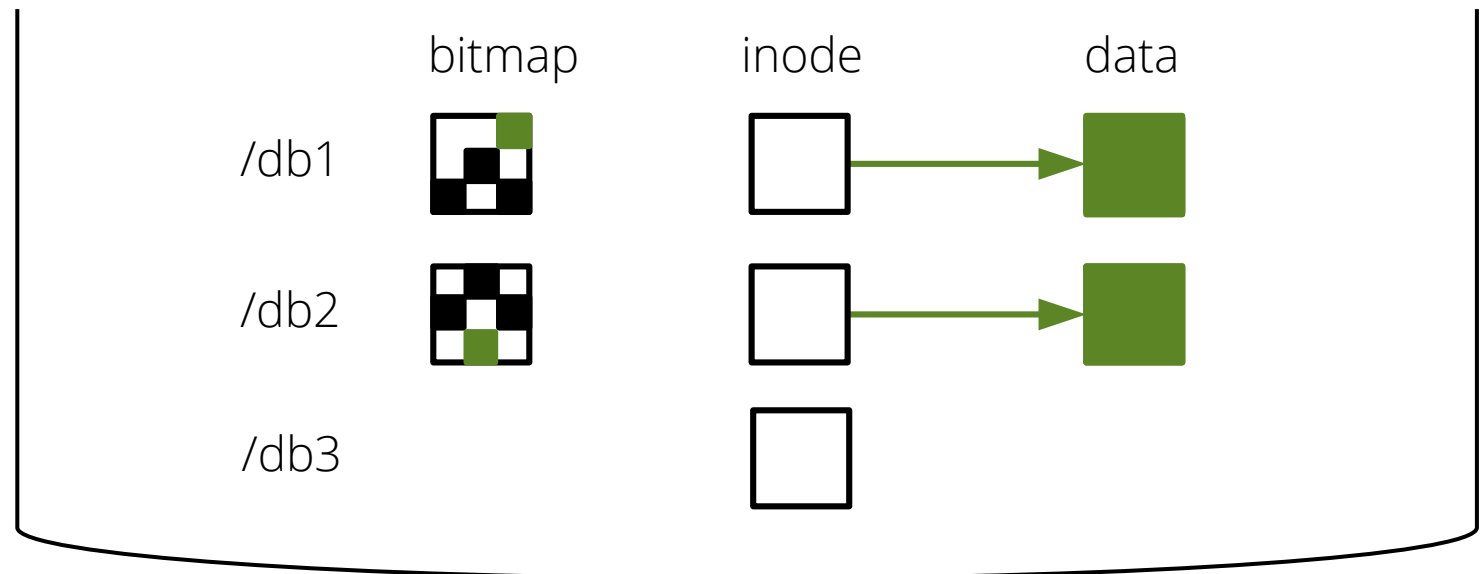 bitmap inode data
/db1
/db2
/db3